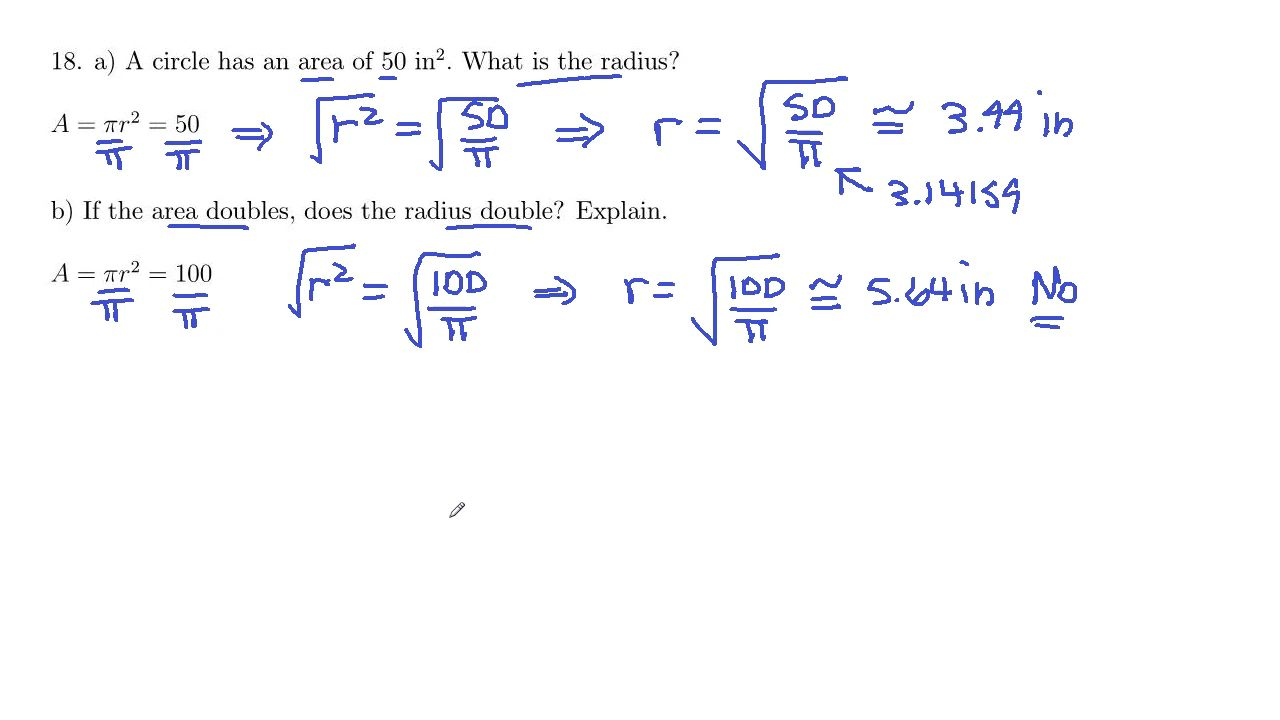 18. a) A circle has an area of 50 in². What is the radius?
A = πr² = 50 ⇒ √r² = √50/π ⇒ r = √50/π ≅ 3.99 in
π π
3.14159
b) If the area doubles, does the radius double? Explain.
A = πr² = 100 √r² = √100/π ⇒ r = √100/π ≅ 5.64 in No
π π